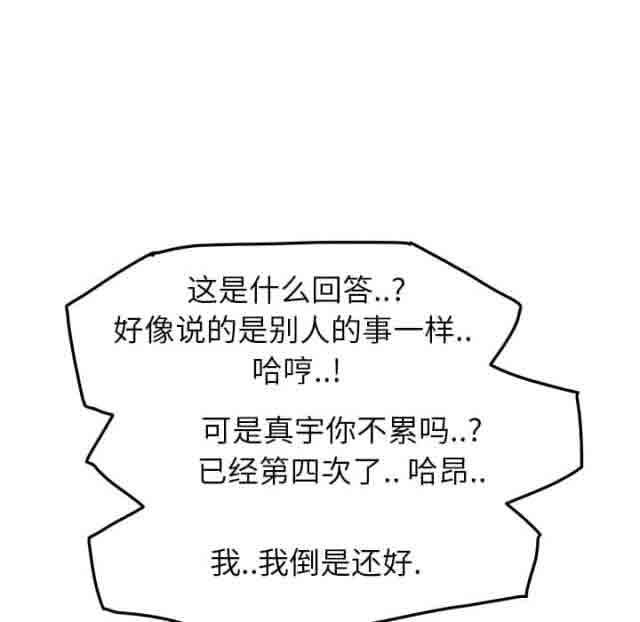 这是什么回答..?
好像说的是别人的事一样..
哈哼..!
可是真宇你不累吗..?
已经第四次了.. 哈昂..
我..我倒是还好.